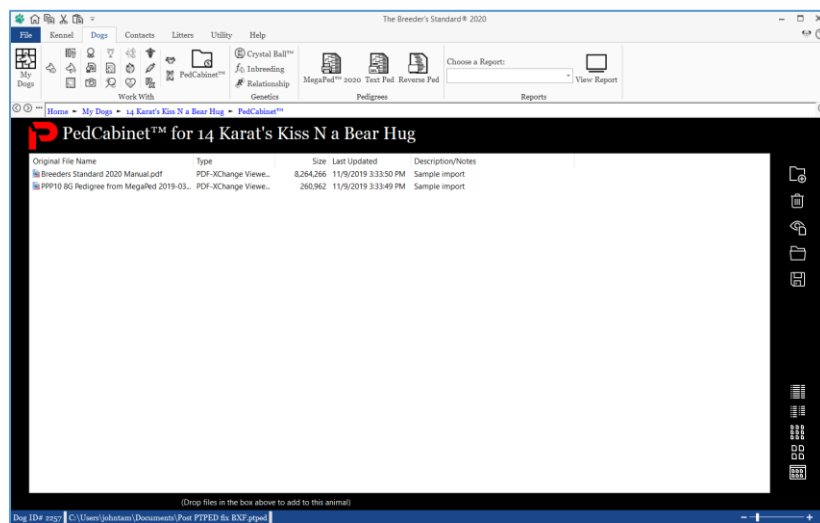 The Breeder's Standard® 2020
File Kennel Dogs Contacts Litters Utility Help
My Dogs
PedCabinet™
Crystal Ball™
Inbreeding
Relationship
MegaPed™ 2020 Text Ped Reverse Ped
Choose a Report:
View Report
Work With Genetics Pedigrees Reports
Home My Dogs 14 Karat's Kiss N a Bear Hug PedCabinet™
PedCabinet™ for 14 Karat's Kiss N a Bear Hug
Original File Name Type Size Last Updated Description/Notes
Breeders Standard 2020 Manual.pdf PDF-XChange Viewe... 8,264,266 11/9/2019 3:33:50 PM Sample import
PPP10 8G Pedigree from MegaPed 2019-03... PDF-XChange Viewe... 260,962 11/9/2019 3:33:49 PM Sample import
(Drop files in the box above to add to this animal)
Dog ID# 2257 C:\Users\johntam\Documents\Post PTPED fix BXF.ptped